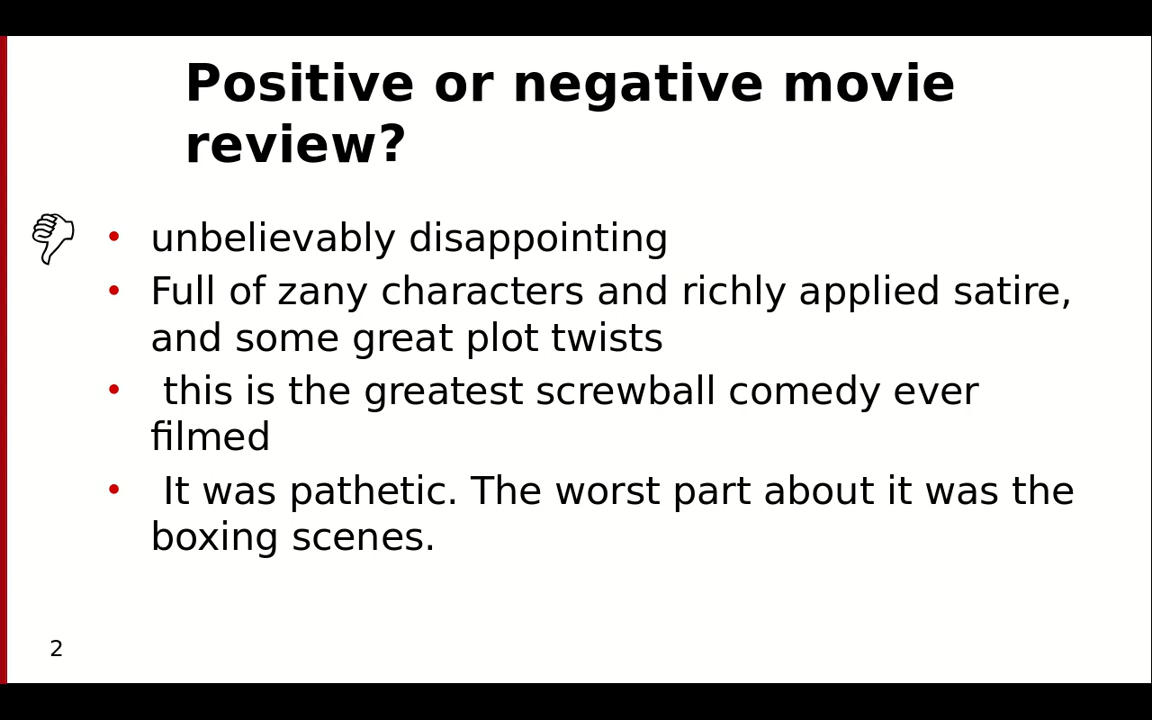 Positive or negative movie
review?
• unbelievably disappointing
• Full of zany characters and richly applied satire,
and some great plot twists
• this is the greatest screwball comedy ever
filmed
• It was pathetic. The worst part about it was the
boxing scenes.
2